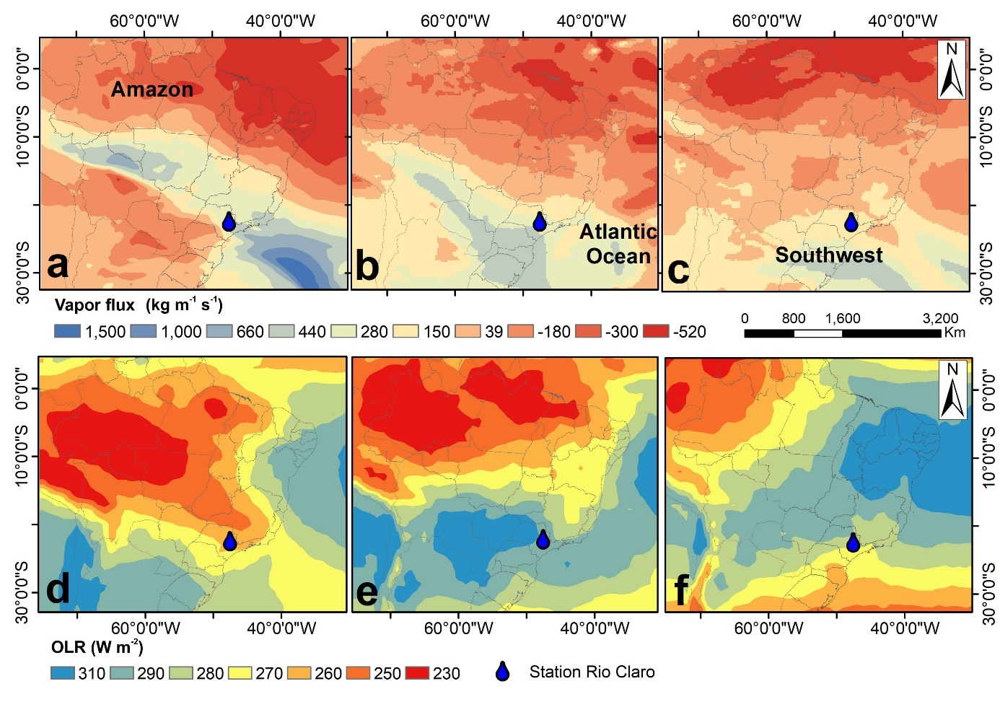 60°0'0"W 40°0'0"W 60°0'0"W 40°0'0"W 60°0'0"W 40°0'0"W
0°0'0"
10°0'0"S
30°0'0"S
Amazon
a
Atlantic
Ocean
b
N
Southwest
c
0°0'0"
10°0'0"S
30°0'0"S
Vapor flux (kg m-1 s-1)
1,500 1,000 660 440 280 150 39 -180 -300 -520
0 800 1,600 3,200
Km
0°0'0"
10°0'0"S
30°0'0"S
d
e
N
f
0°0'0"
10°0'0"S
30°0'0"S
60°0'0"W 40°0'0"W 60°0'0"W 40°0'0"W 60°0'0"W 40°0'0"W
OLR (W m-2)
310 290 280 270 260 250 230 Station Rio Claro